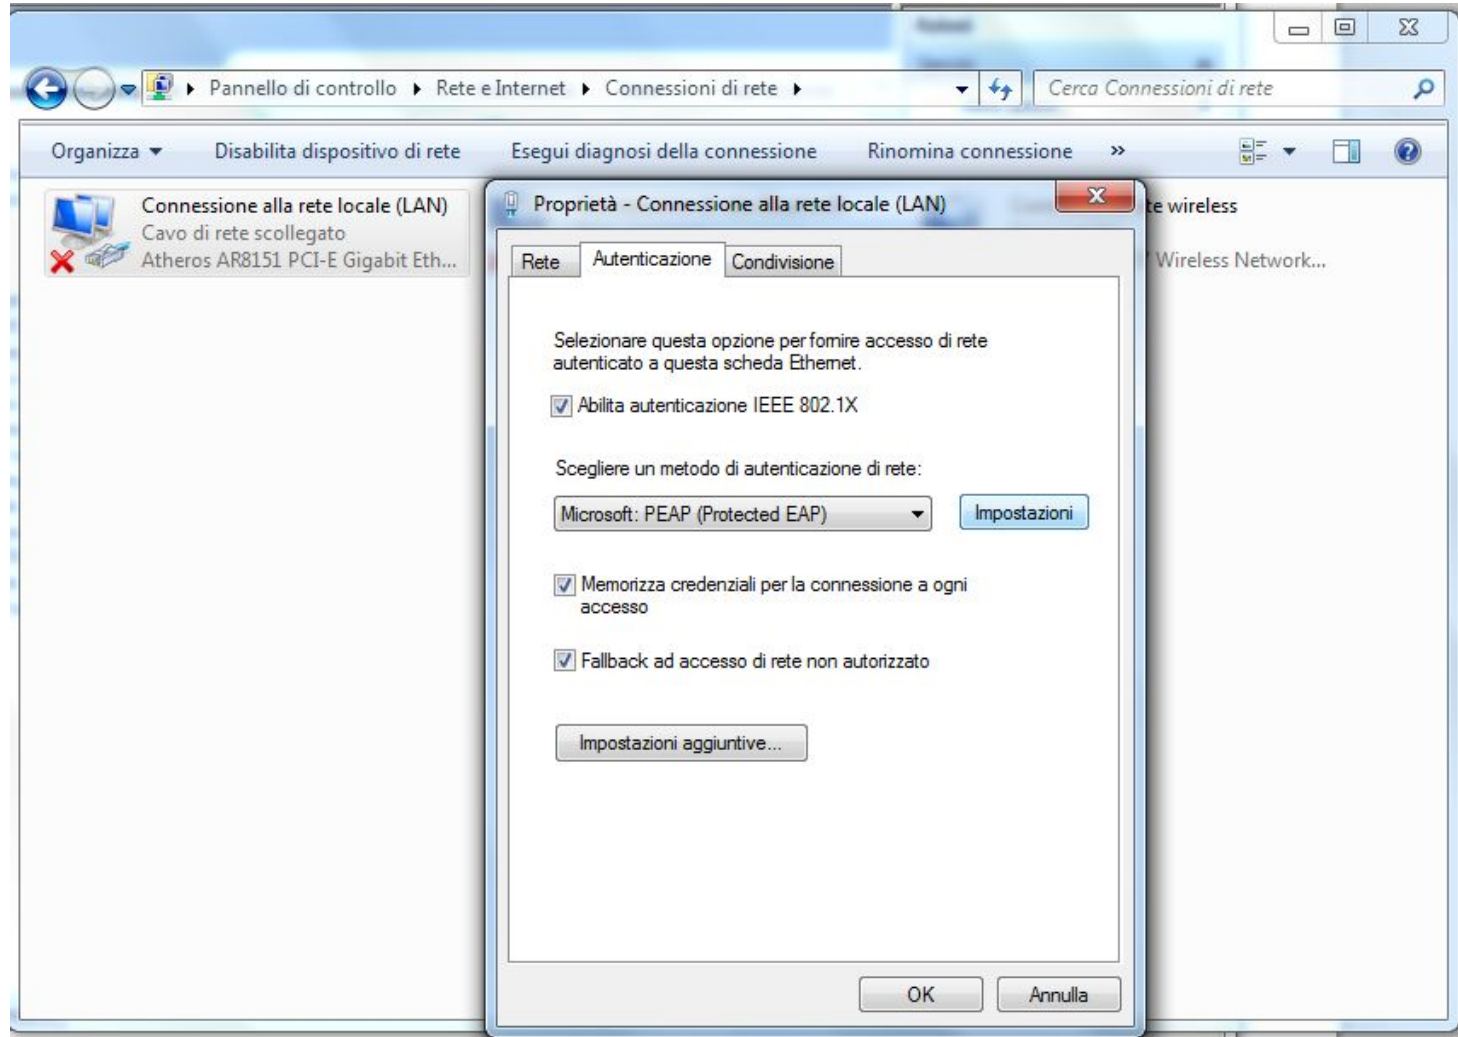 Pannello di controllo Rete e Internet Connessioni di rete
Cerca Connessioni di rete
Organizza Disabilita dispositivo di rete Esegui diagnosi della connessione Rinomina connessione »
Connessione alla rete locale (LAN)
Cavo di rete scollegato
Atheros AR8151 PCI-E Gigabit Eth...
te wireless
Wireless Network...
Proprietà - Connessione alla rete locale (LAN)
Rete Autenticazione Condivisione
Selezionare questa opzione per fornire accesso di rete
autenticato a questa scheda Ethernet.
Abilita autenticazione IEEE 802.1X
Scegliere un metodo di autenticazione di rete:
Microsoft: PEAP (Protected EAP) Impostazioni
Memorizza credenziali per la connessione a ogni
accesso
Fallback ad accesso di rete non autorizzato
Impostazioni aggiuntive...
OK Annulla